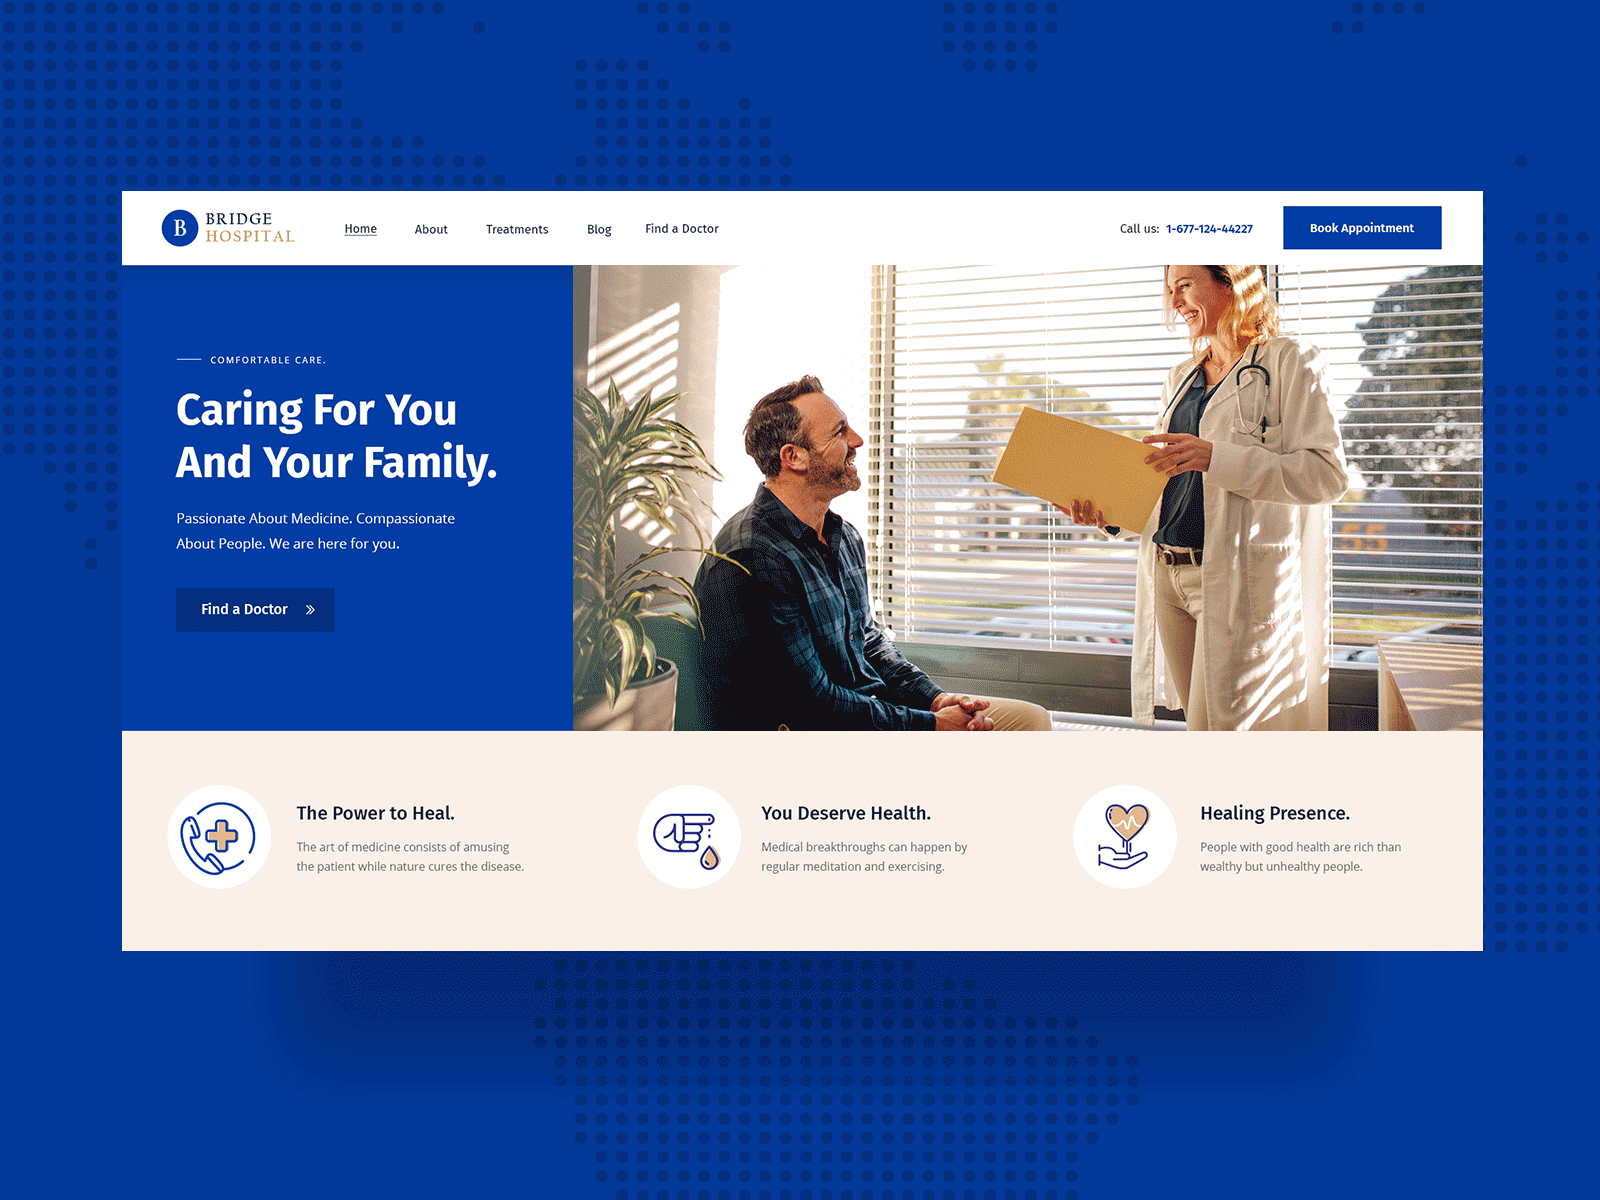 B
BRIDGE
HOSPITAL
Home
About
Treatments
Blog
Find a Doctor
Call us: 1-677-124-44227
Book Appointment
COMFORTABLE CARE.
Caring For You
And Your Family.
Passionate About Medicine. Compassionate
About People. We are here for you.
Find a Doctor
55
The Power to Heal.
The art of medicine consists of amusing
the patient while nature cures the disease.
You Deserve Health.
Medical breakthroughs can happen by
regular meditation and exercising.
Healing Presence.
People with good health are rich than
wealthy but unhealthy people.